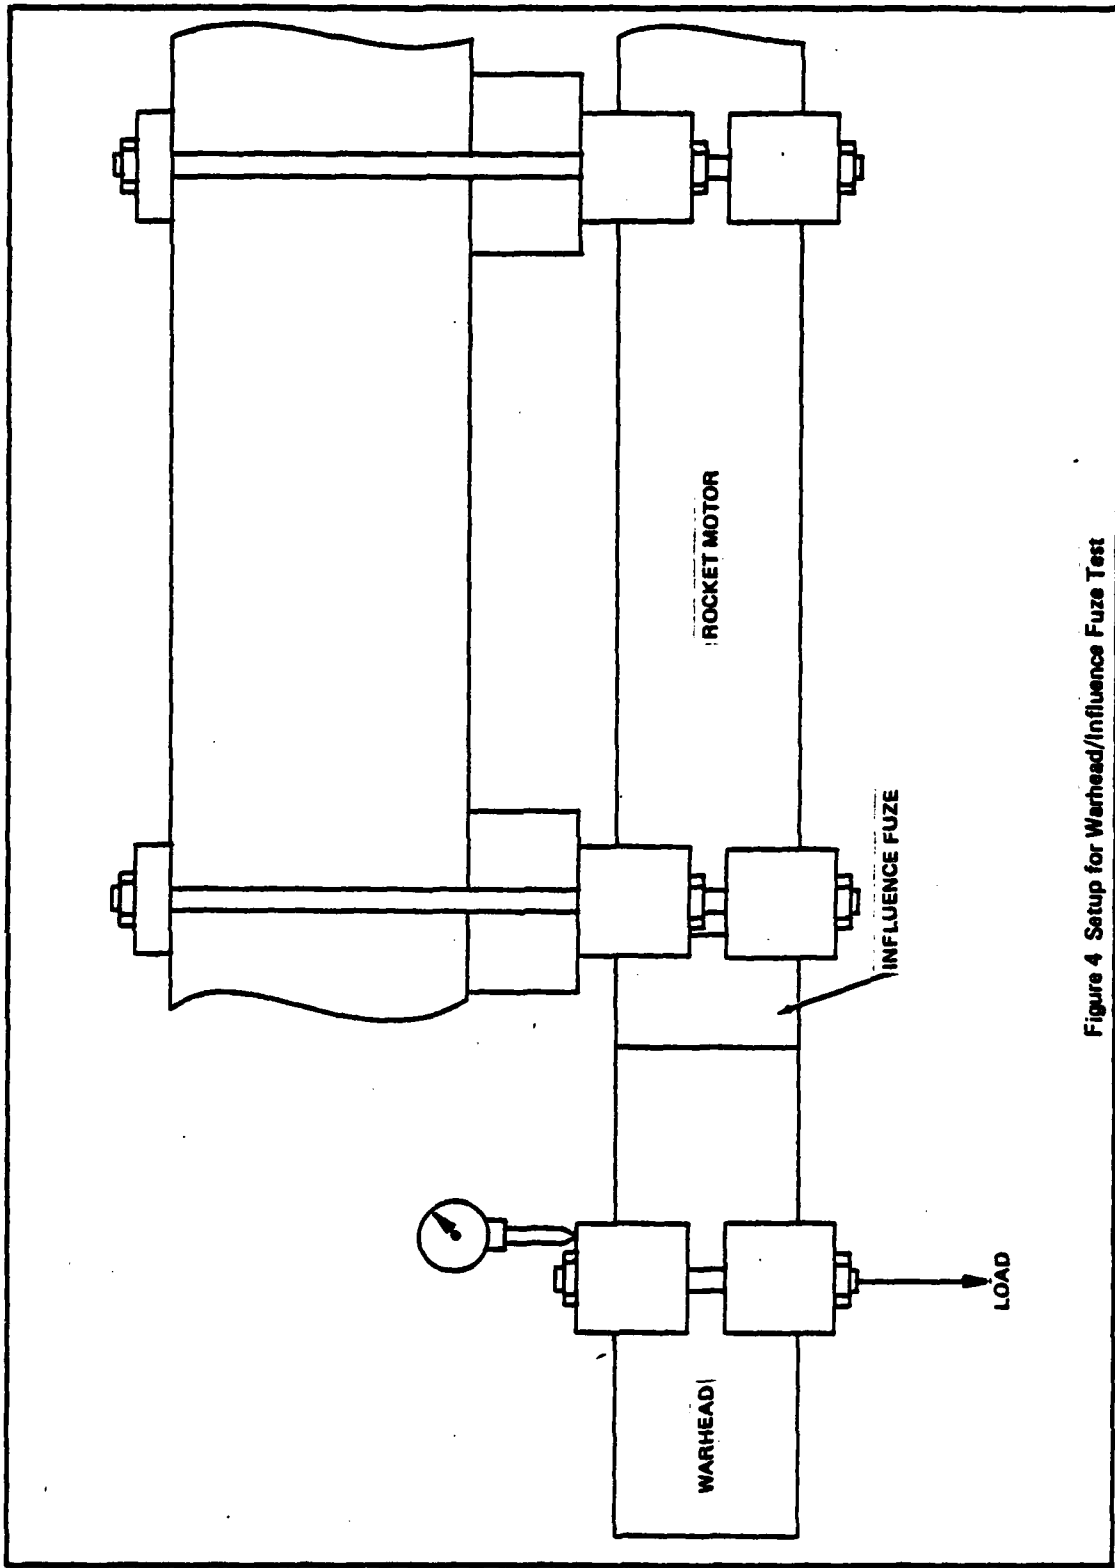 ROCKET MOTOR
INFLUENCE FUZE
WARHEAD
LOAD
Figure 4 Setup for Warhead/Influence Fuze Test